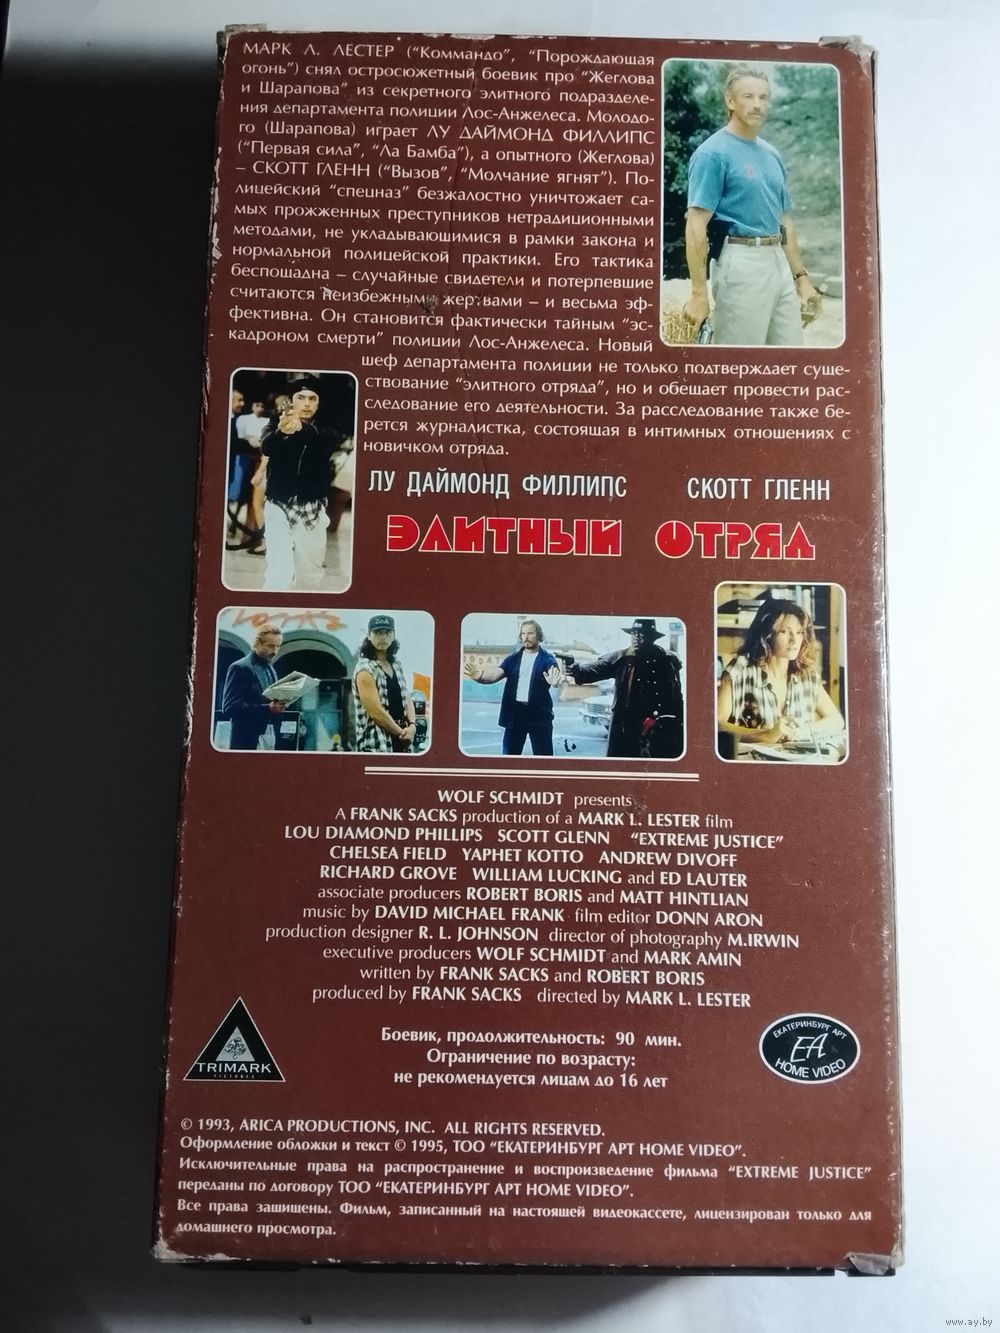 МАРК Л. ЛЕСТЕР ("Коммандо", "Порождающая
огонь") снял остросюжетный боевик про "Жеглова
и Шарапова" из секретного элитного подразделе-
ния департамента полиции Лос-Анжелеса. Молодо-
го (Шарапова) играет ЛУ ДАЙМОНД ФИЛЛИПС
("Первая сила", "Ла Бамба"), а опытного (Жеглова)
– СКОТТ ГЛЕНН ("Вызов", "Молчание ягнят"). По-
лицейский "спецназ" безжалостно уничтожает са-
мых прожженных преступников нетрадиционными
методами, не укладывающимися в рамки закона и
нормальной полицейской практики. Его тактика
беспощадна – случайные свидетели и потерпевшие
считаются неизбежными жертвами – и весьма эф-
фективна. Он становится фактически тайным "эс-
кадроном смерти" полиции Лос-Анжелеса. Новый
шеф департамента полиции не только подтверждает суще-
ствование "элитного отряда", но и обещает провести рас-
следование его деятельности. За расследование также бе-
рется журналистка, состоящая в интимных отношениях с
новичком отряда.
ЛУ ДАЙМОНД ФИЛЛИПС СКОТТ ГЛЕНН
ЭЛИТНЫЙ ОТРЯД
WOLF SCHMIDT presents
A FRANK SACKS production of a MARK L. LESTER film
LOU DIAMOND PHILLIPS SCOTT GLENN "EXTREME JUSTICE"
CHELSEA FIELD YAPHET KOTTO ANDREW DIVOFF
RICHARD GROVE WILLIAM LUCKING and ED LAUTER
associate producers ROBERT BORIS and MATT HINTLIAN
music by DAVID MICHAEL FRANK film editor DONN ARON
production designer R. L. JOHNSON director of photography M.IRWIN
executive producers WOLF SCHMIDT and MARK AMIN
written by FRANK SACKS and ROBERT BORIS
produced by FRANK SACKS directed by MARK L. LESTER
TRIMARK
PICTURES
Боевик, продолжительность: 90 мин.
Ограничение по возрасту:
не рекомендуется лицам до 16 лет
ЕКАТЕРИНБУРГ АРТ
EA
HOME VIDEO
© 1993, ARICA PRODUCTIONS, INC. ALL RIGHTS RESERVED.
Оформление обложки и текст © 1995, ТОО "ЕКАТЕРИНБУРГ АРТ HOME VIDEO".
Исключительные права на распространение и воспроизведение фильма "EXTREME JUSTICE"
переданы по договору ТОО "ЕКАТЕРИНБУРГ АРТ HOME VIDEO".
Все права защищены. Фильм, записанный на настоящей видеокассете, лицензирован только для
домашнего просмотра.
www.ay.by